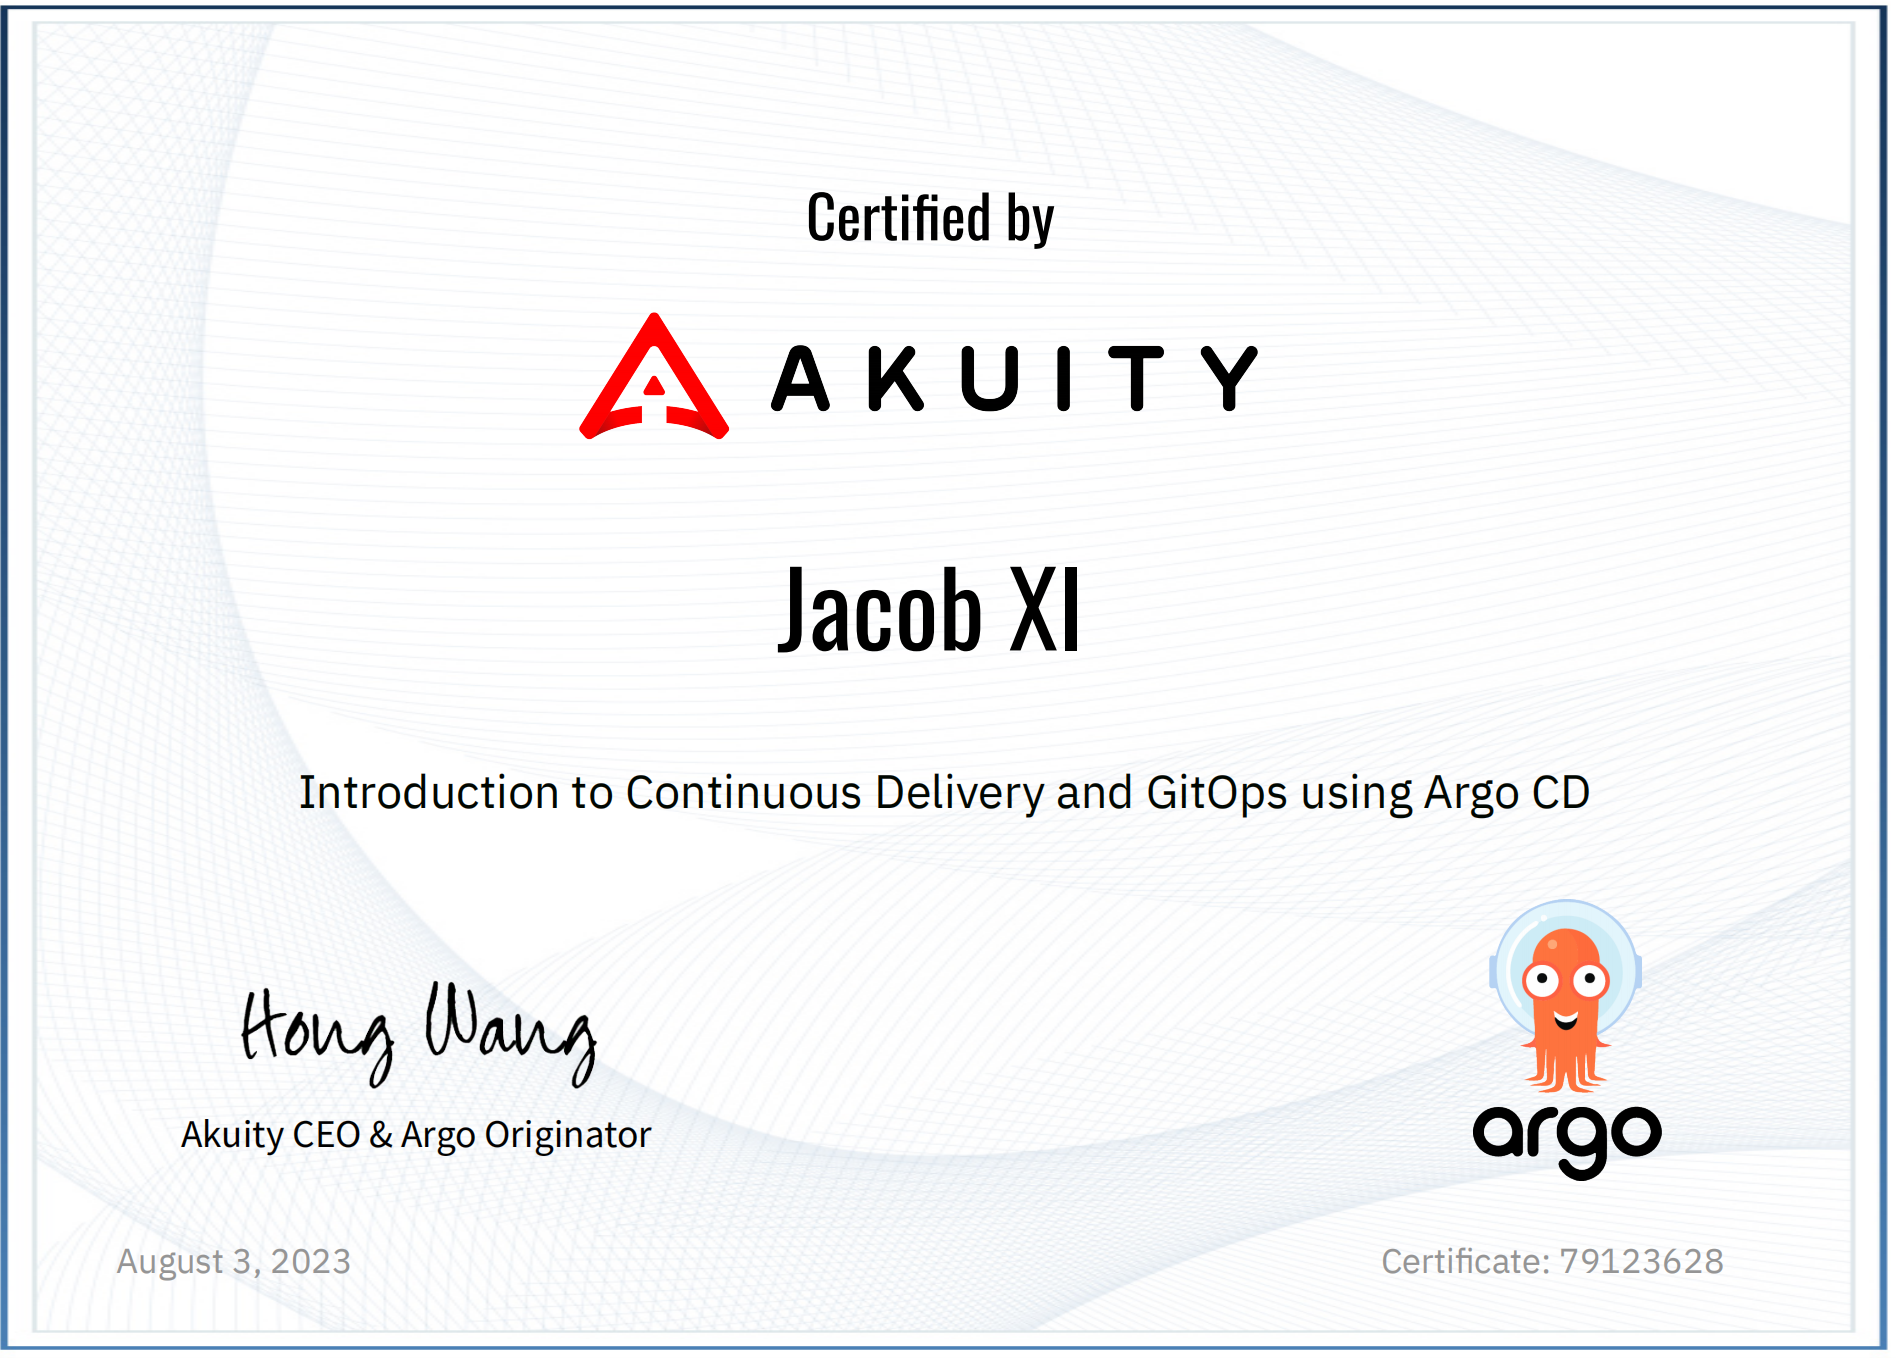 Certified by
AKUITY
Jacob XI
Introduction to Continuous Delivery and GitOps using Argo CD
Hong Wang
Akuity CEO & Argo Originator
argo
August 3, 2023
Certificate: 79123628